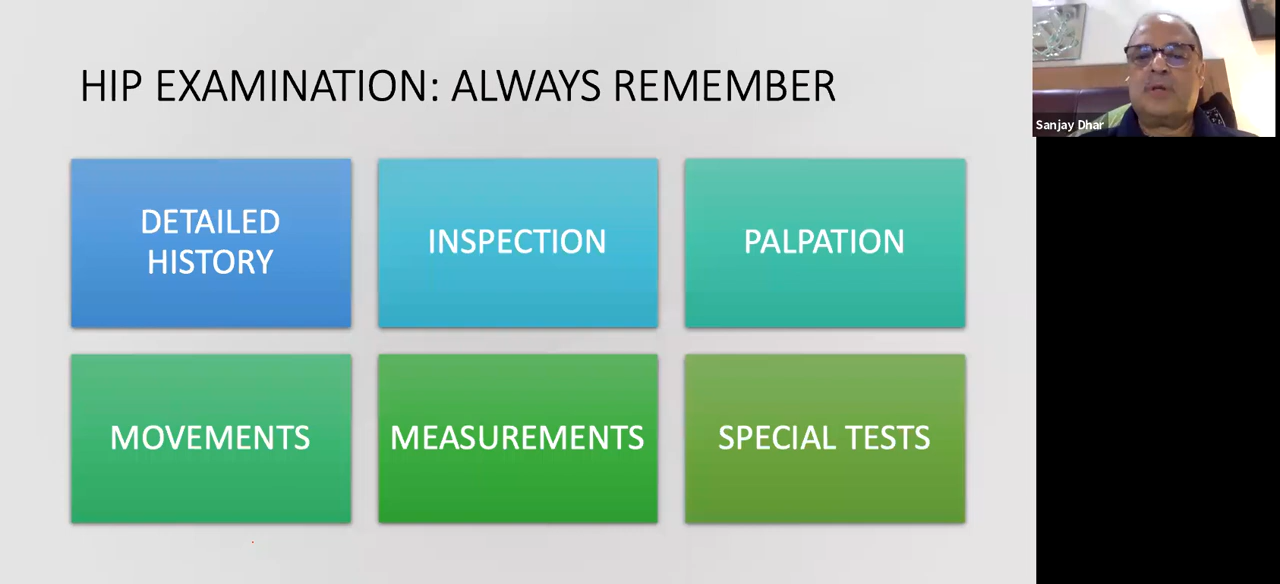 HIP EXAMINATION: ALWAYS REMEMBER
DETAILED
HISTORY
INSPECTION
PALPATION
MOVEMENTS
MEASUREMENTS
SPECIAL TESTS
Sanjay Dhar